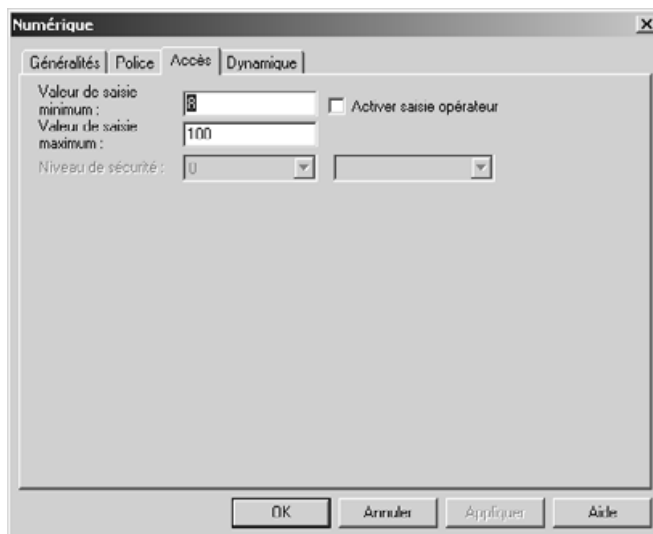 Numérique
Généralités Police Accès Dynamique
Valeur de saisie
minimum :
8
Activer saisie opérateur
Valeur de saisie
maximum :
100
Niveau de sécurité :
0
OK Annuler Appliquer Aide